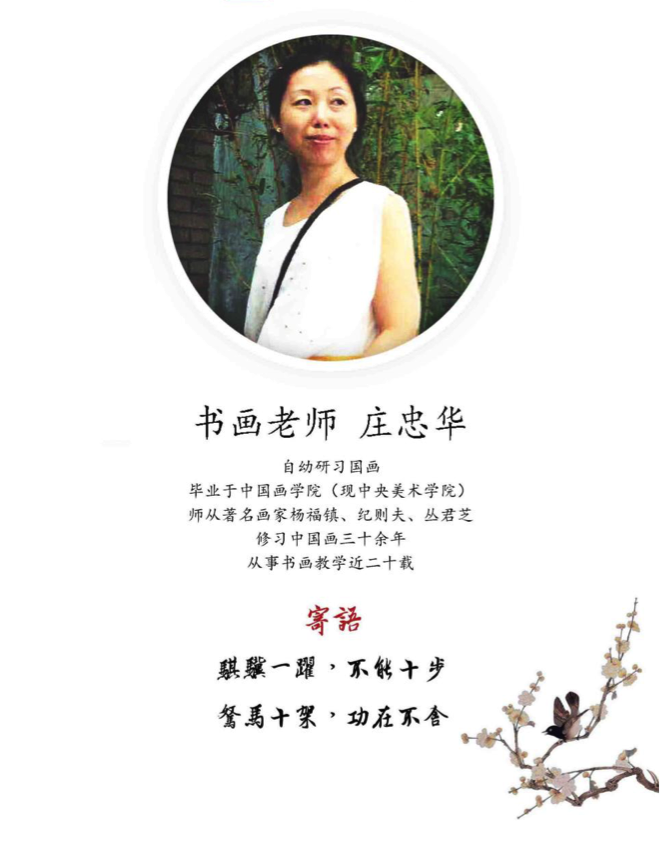 书画老师 庄忠华
自幼研习国画
毕业于中国画学院（现中央美术学院）
师从著名画家杨福镇、纪则夫、丛君芝
修习中国画三十余年
从事书画教学近二十载
寄語
騏驥一躍，不能十步
駑馬十架，功在不舍